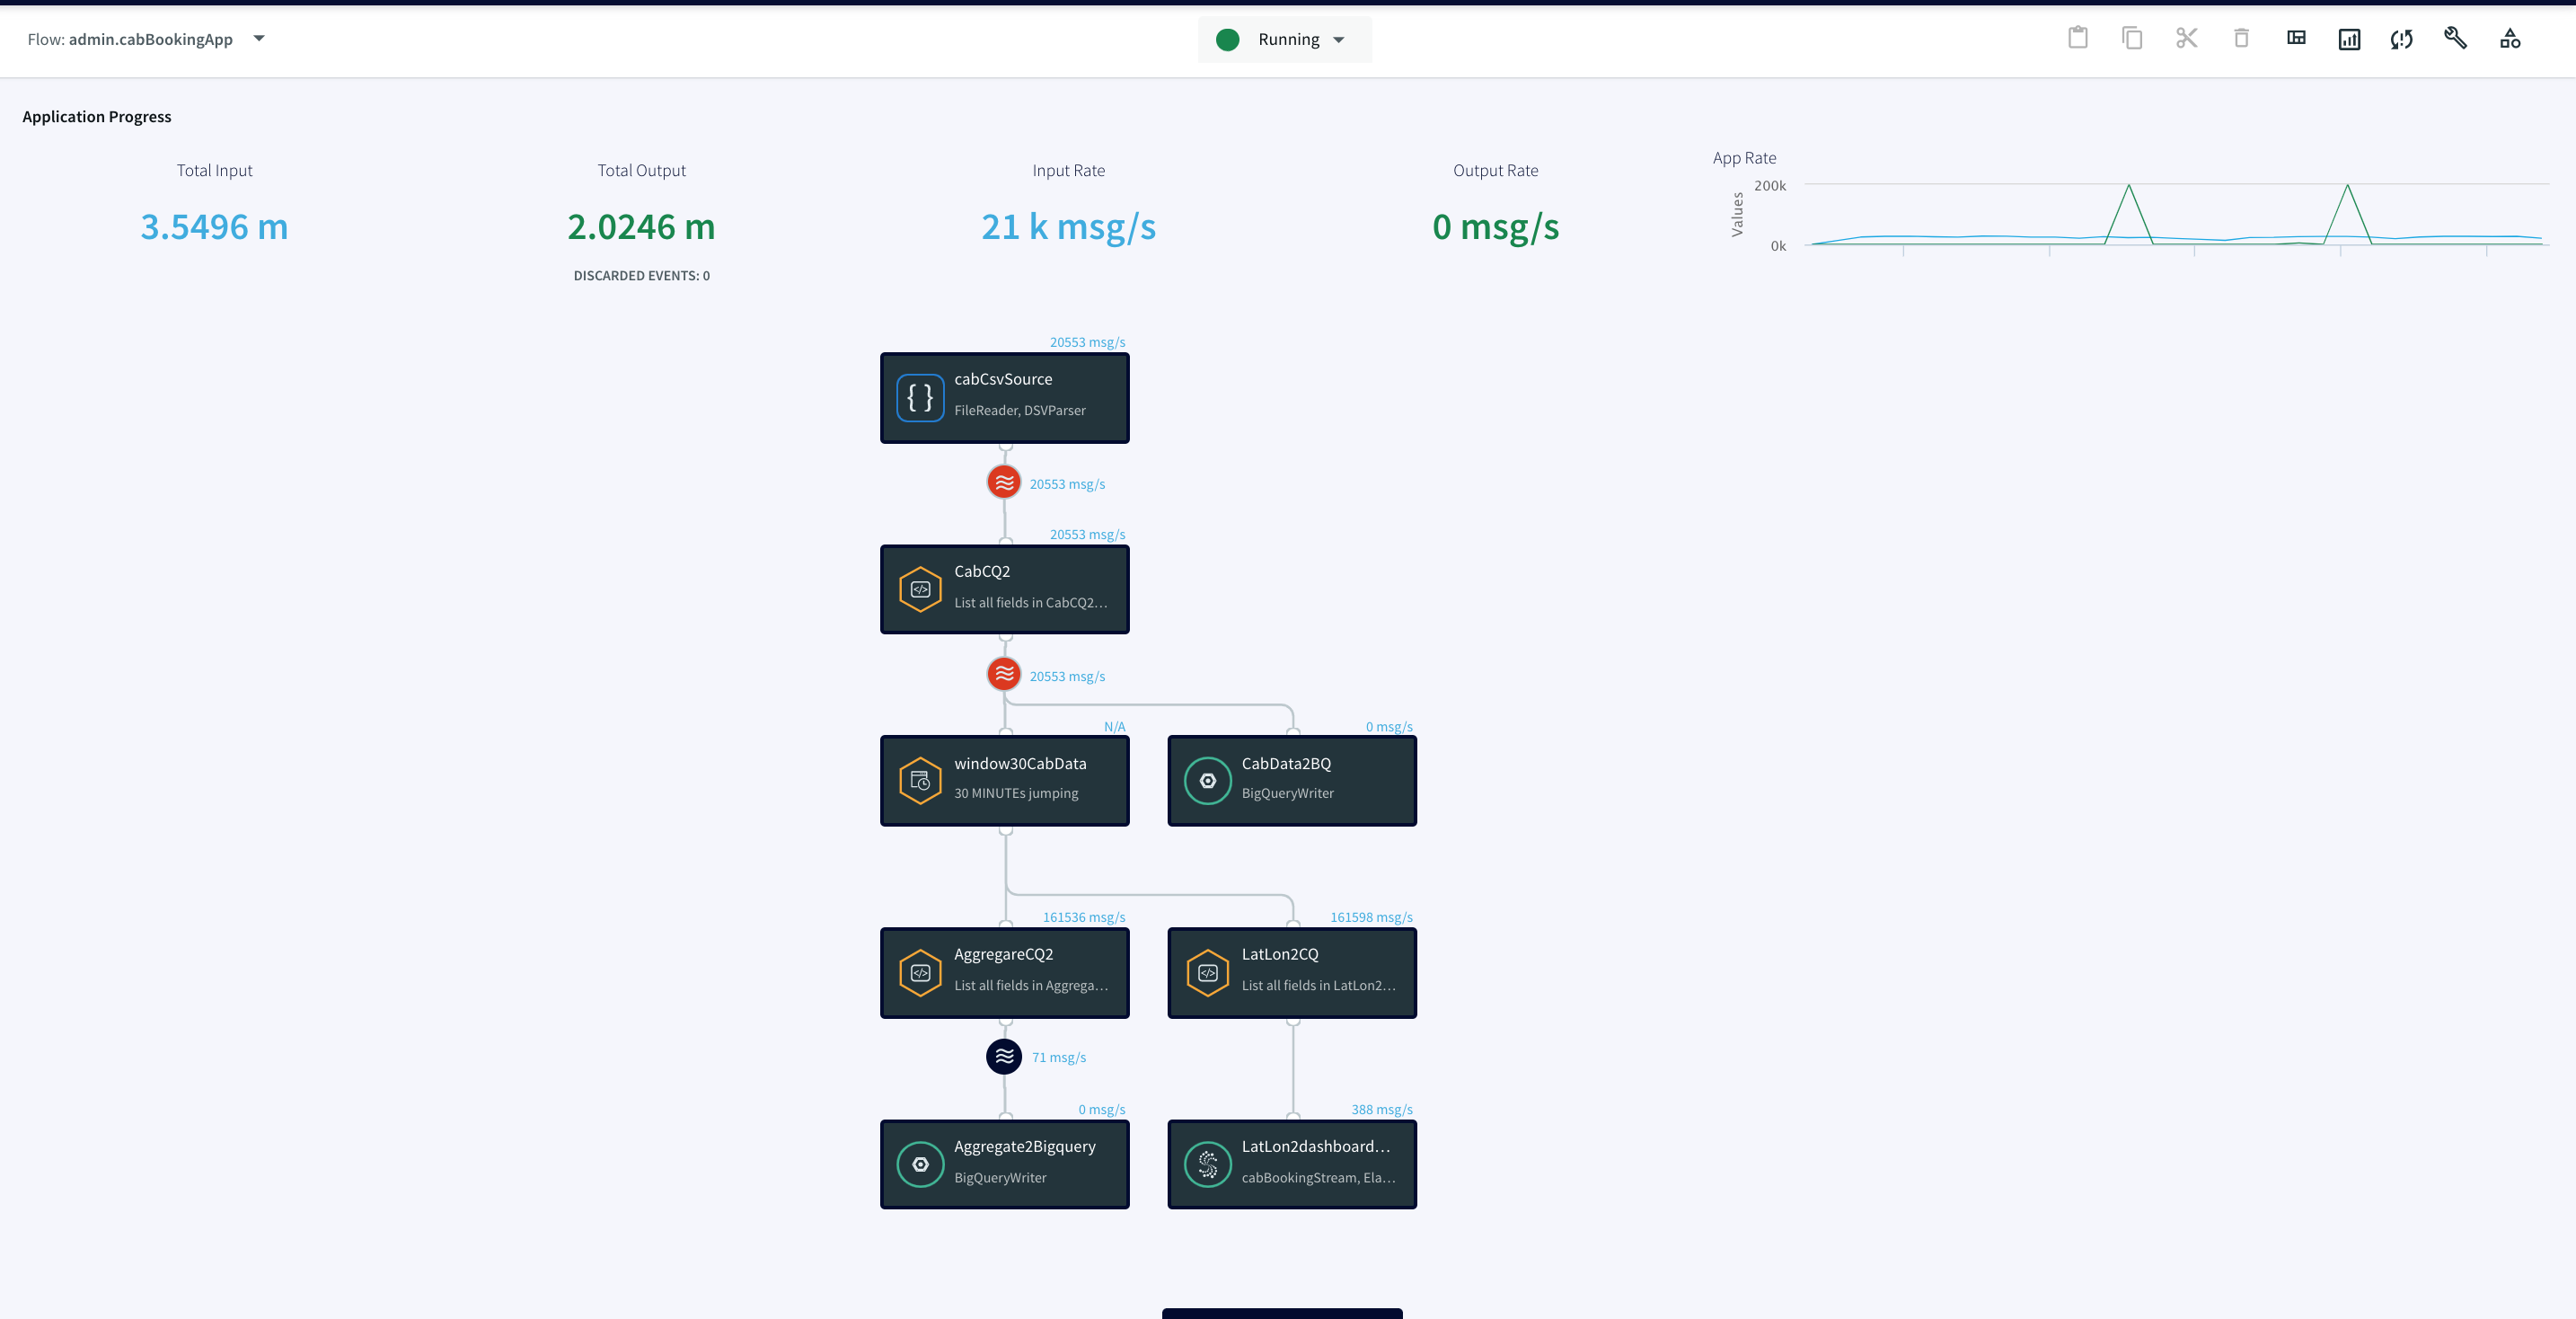 Flow: admin.cabBookingApp
Running
Application Progress
Total Input
3.5496 m
Total Output
2.0246 m
DISCARDED EVENTS: 0
Input Rate
21 k msg/s
Output Rate
0 msg/s
App Rate
Values
200k
0k
20553 msg/s
cabCsvSource
FileReader, DSVParser
20553 msg/s
20553 msg/s
CabCQ2
List all fields in CabCQ2...
20553 msg/s
N/A
window30CabData
30 MINUTEs jumping
0 msg/s
CabData2BQ
BigQueryWriter
161536 msg/s
AggregareCQ2
List all fields in Aggrega...
161598 msg/s
LatLon2CQ
List all fields in LatLon2...
71 msg/s
0 msg/s
Aggregate2Bigquery
BigQueryWriter
388 msg/s
LatLon2dashboard...
cabBookingStream, Ela...